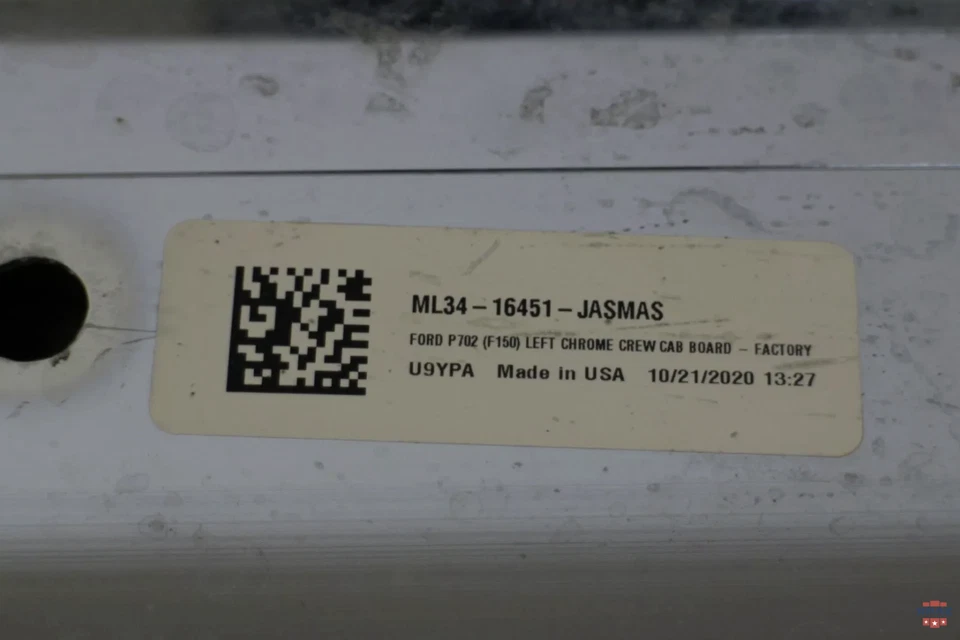 ML34-16451-JASMAS
FORD P702 (F150) LEFT CHROME CREW CAB BOARD - FACTORY
U9YPA Made in USA 10/21/2020 13:27